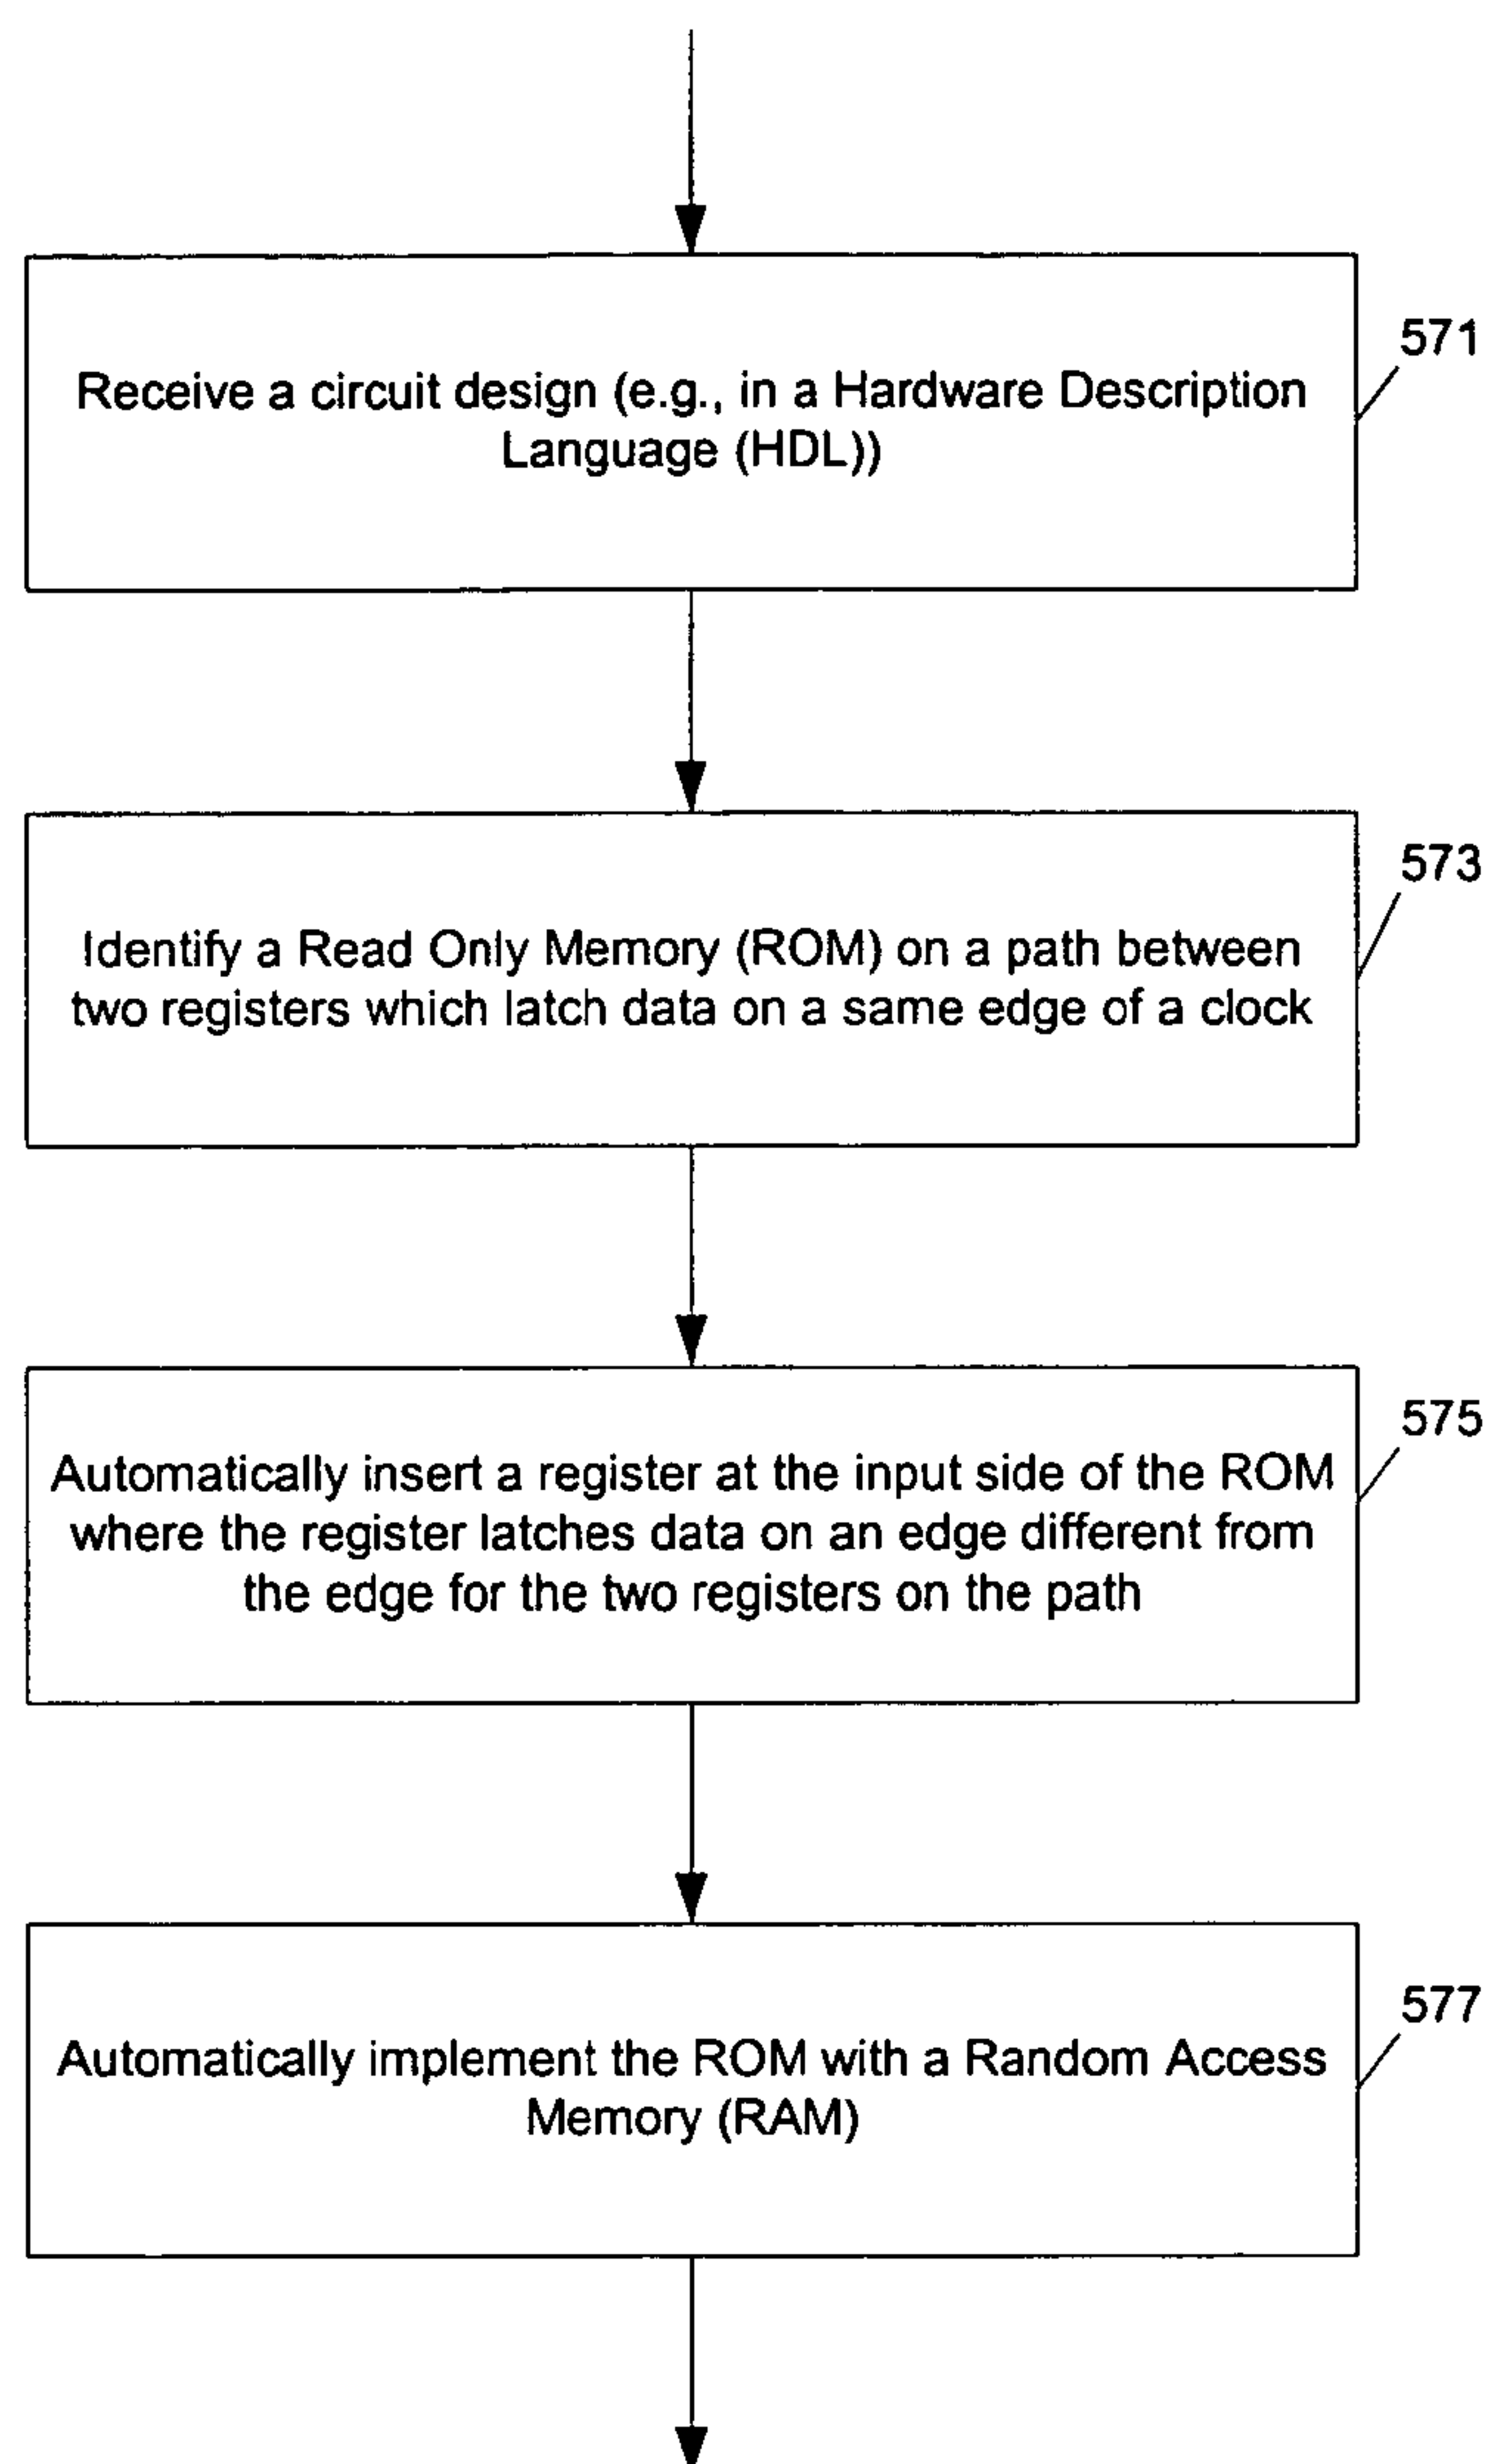 571
Receive a circuit design (e.g., in a Hardware Description
Language (HDL))
573
Identify a Read Only Memory (ROM) on a path between
two registers which latch data on a same edge of a clock
575
Automatically insert a register at the input side of the ROM
where the register latches data on an edge different from
the edge for the two registers on the path
577
Automatically implement the ROM with a Random Access
Memory (RAM)